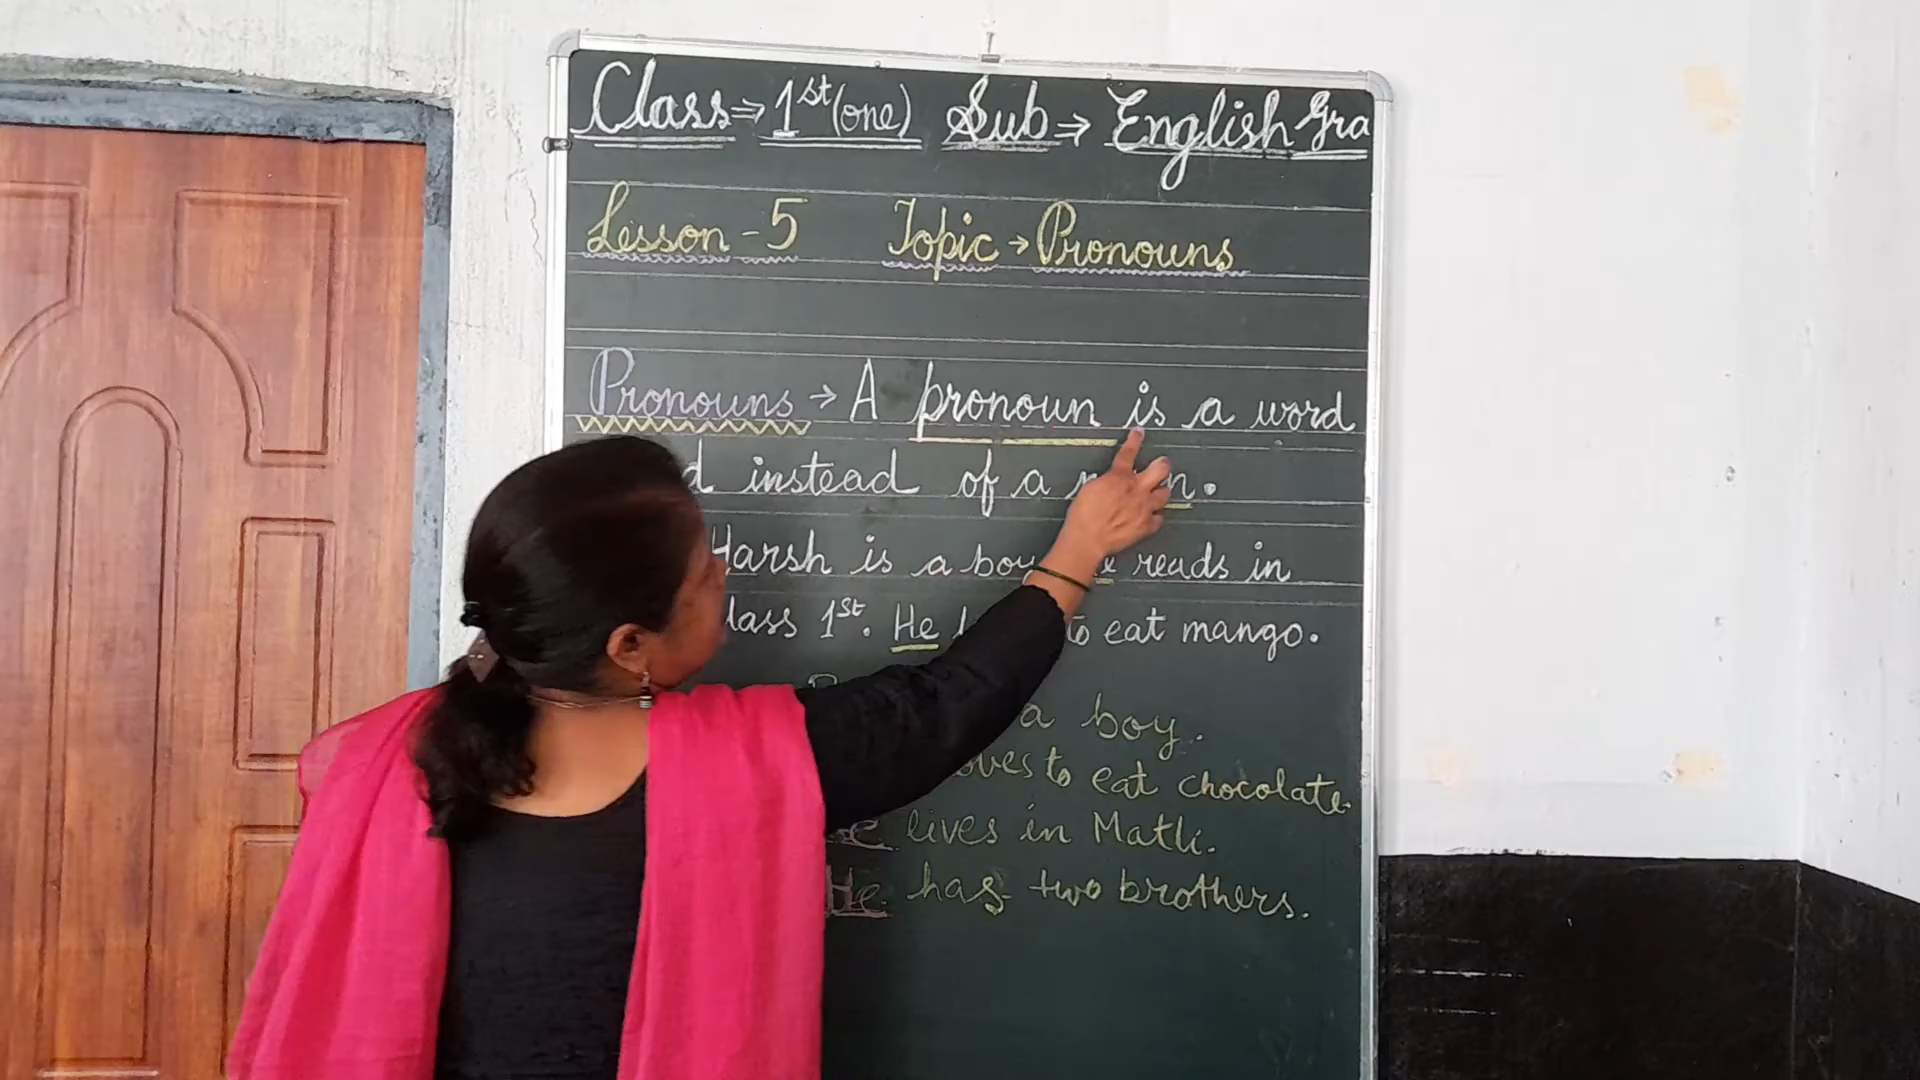 Class ⇒ 1st (one) Sub ⇒ English Gra
Lesson - 5 Topic → Pronouns
Pronouns → A pronoun is a word
instead of a
Harsh is a boy reads in
1st. He to eat mango.
a boy.
to eat chocolate.
lives in Matli.
He has two brothers.